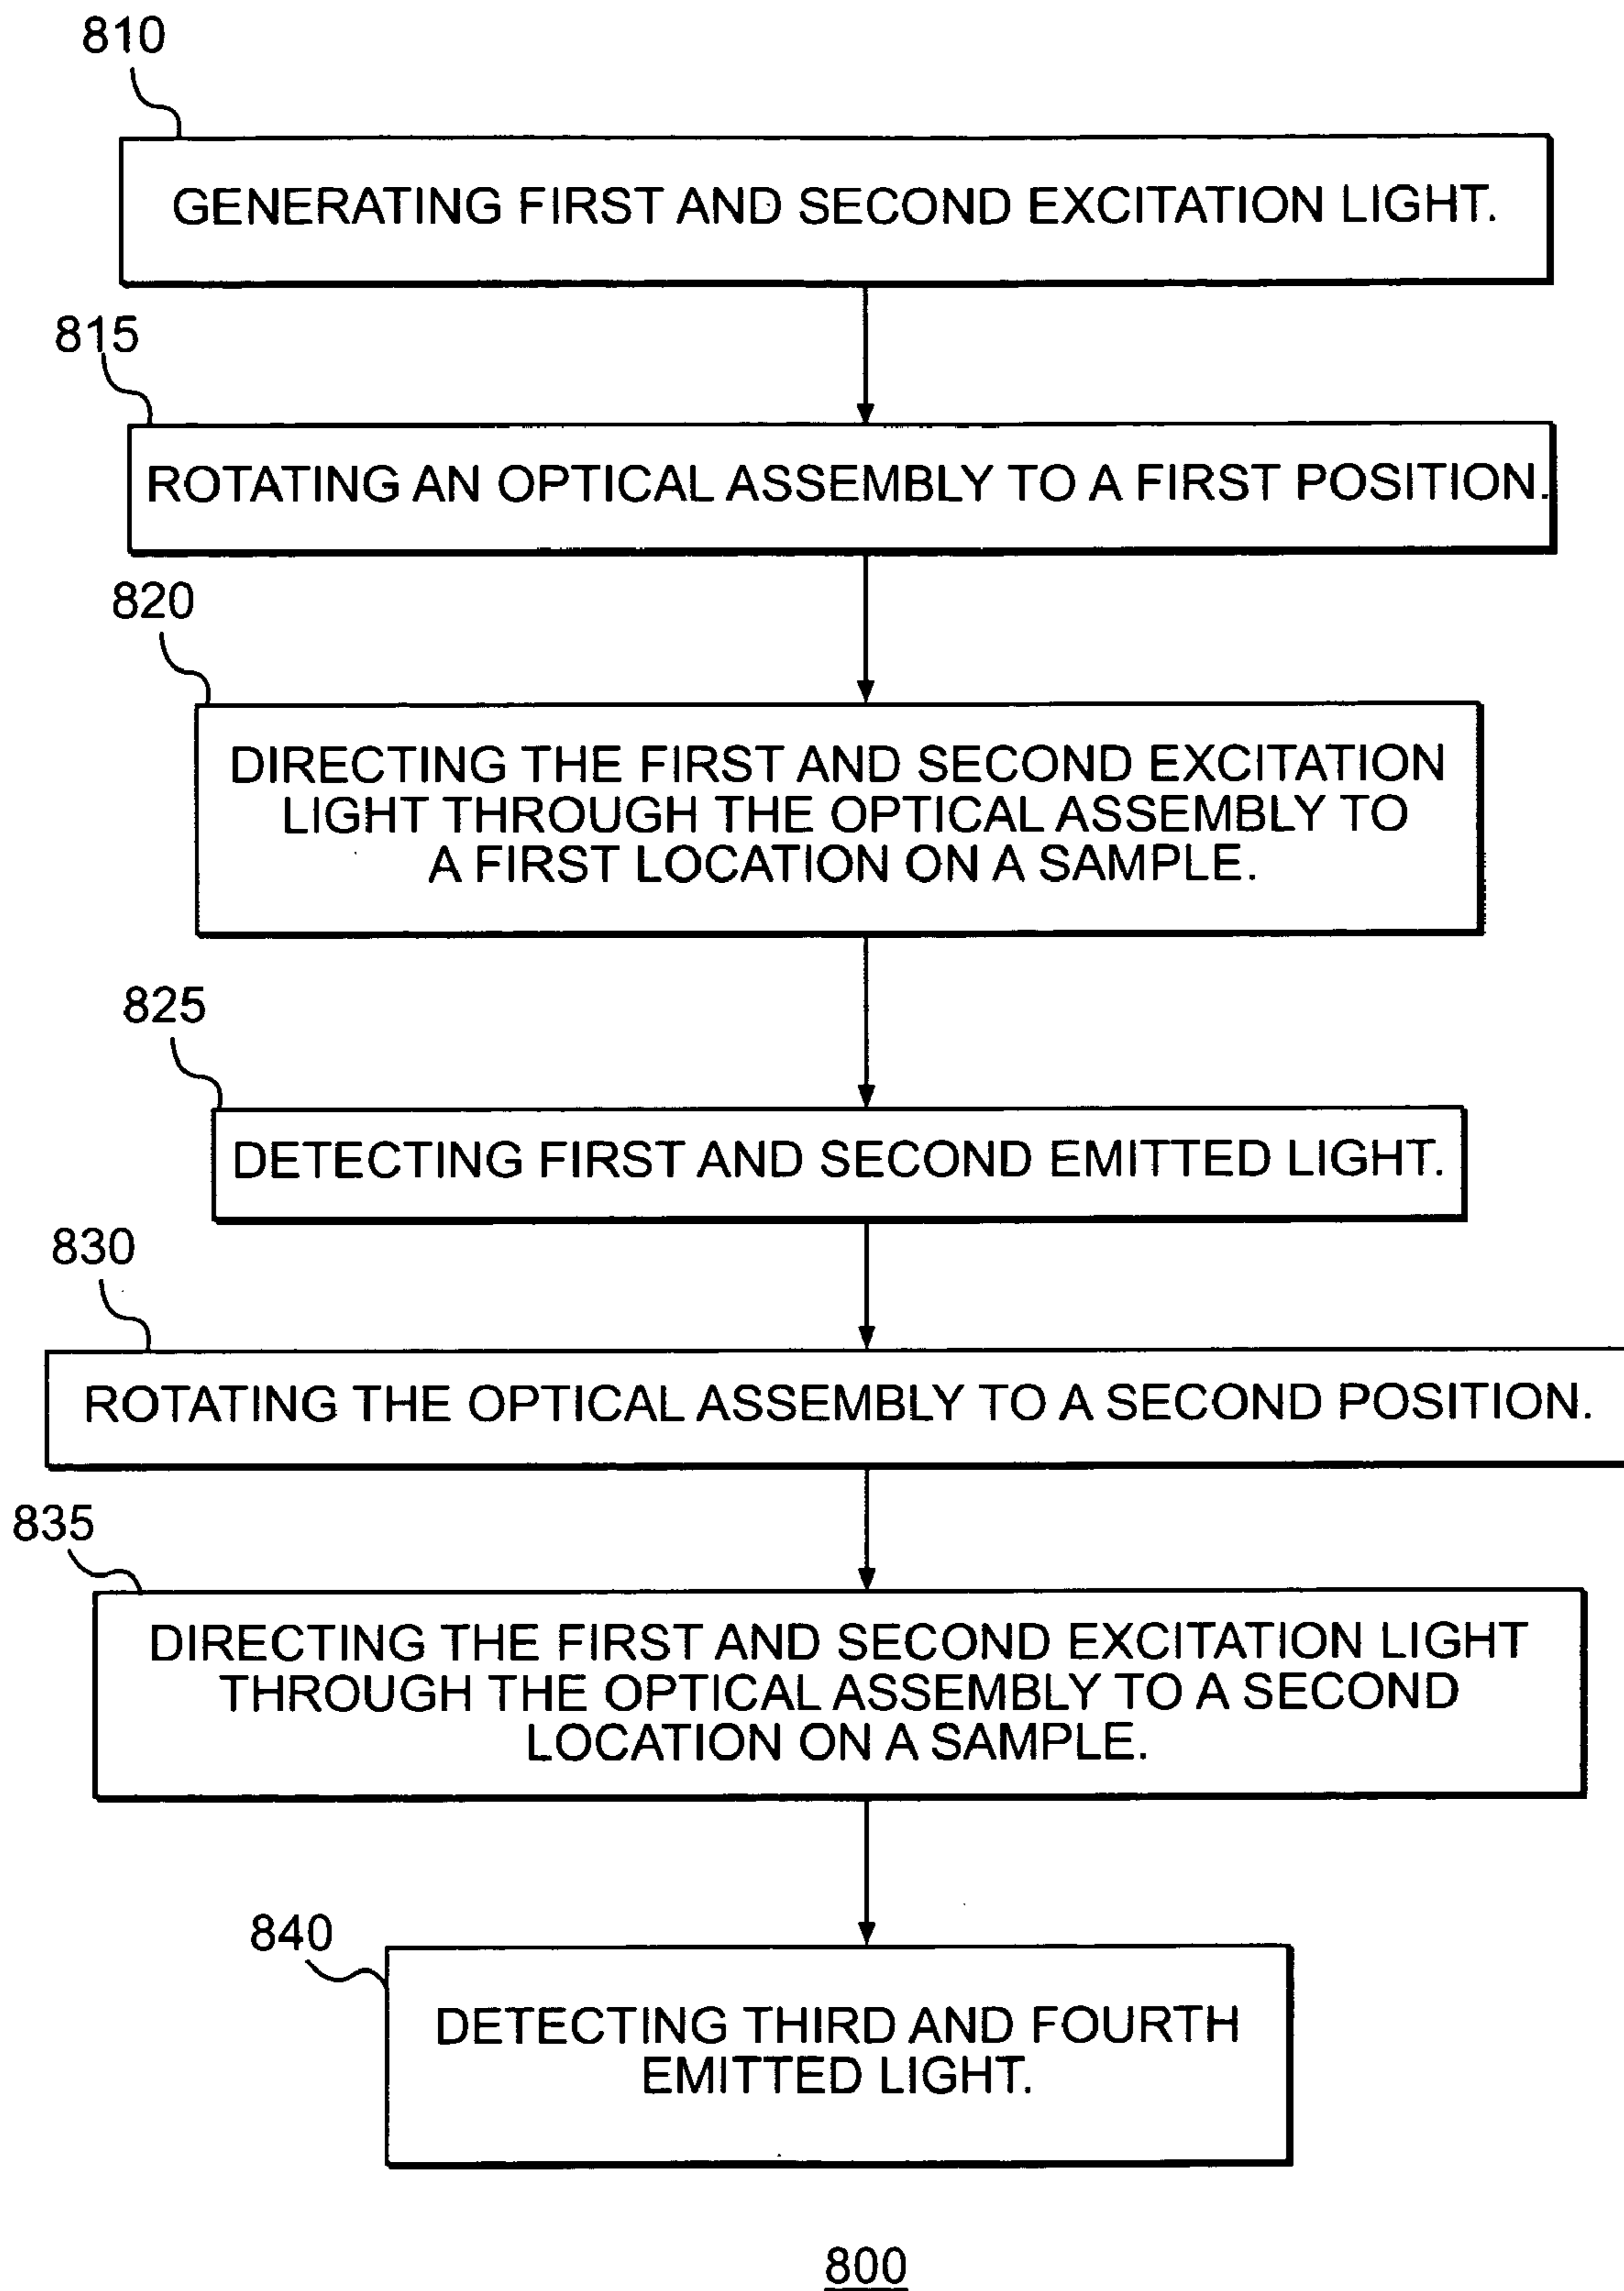 810
GENERATING FIRST AND SECOND EXCITATION LIGHT.
815
ROTATING AN OPTICAL ASSEMBLY TO A FIRST POSITION.
820
DIRECTING THE FIRST AND SECOND EXCITATION
LIGHT THROUGH THE OPTICAL ASSEMBLY TO
A FIRST LOCATION ON A SAMPLE.
825
DETECTING FIRST AND SECOND EMITTED LIGHT.
830
ROTATING THE OPTICAL ASSEMBLY TO A SECOND POSITION.
835
DIRECTING THE FIRST AND SECOND EXCITATION LIGHT
THROUGH THE OPTICAL ASSEMBLY TO A SECOND
LOCATION ON A SAMPLE.
840
DETECTING THIRD AND FOURTH
EMITTED LIGHT.
800